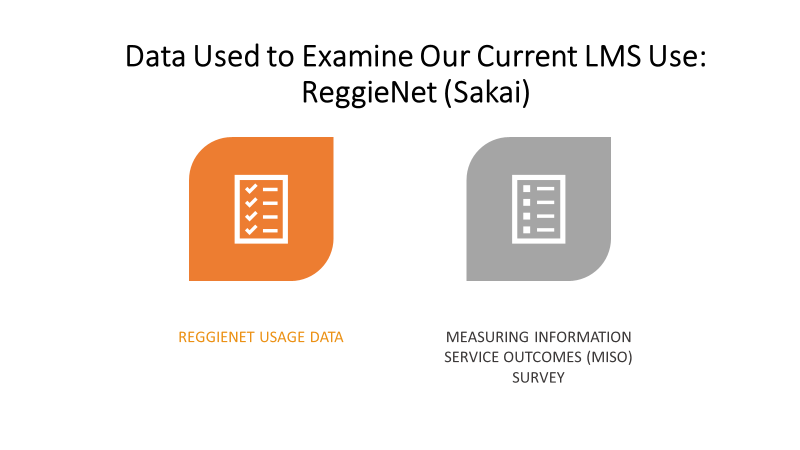 Data Used to Examine Our Current LMS Use:
ReggieNet (Sakai)
REGGIENET USAGE DATA
MEASURING INFORMATION
SERVICE OUTCOMES (MISO)
SURVEY